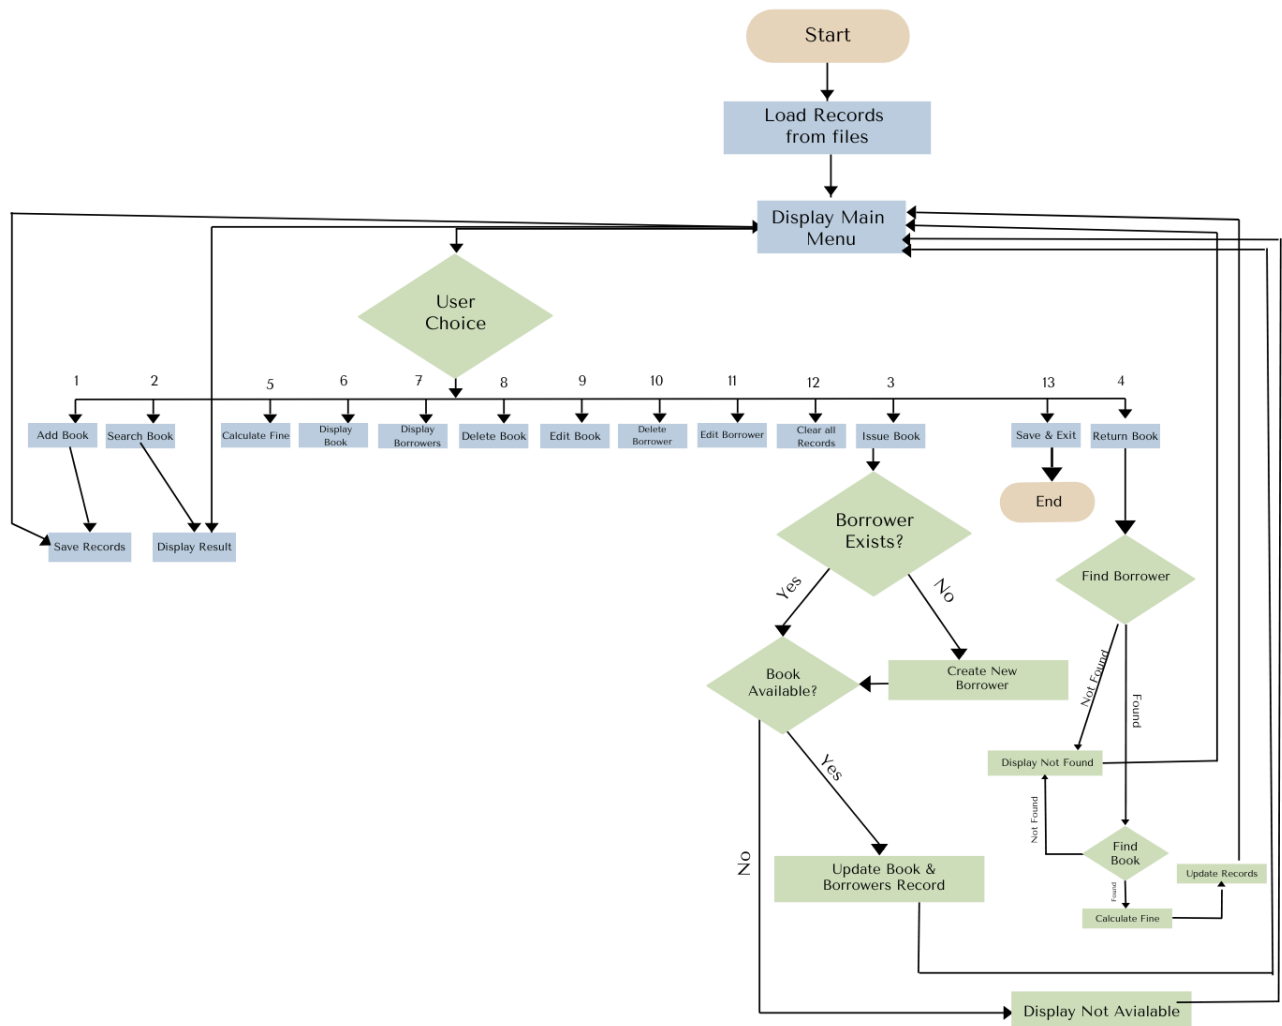 Start
Load Records
from files
Display Main
Menu
User
Choice
1
2
5
6
7
8
9
10
11
12
3
13
4
Add Book
Search Book
Calculate Fine
Display
Book
Display
Borrowers
Delete Book
Edit Book
Delete
Borrower
Edit Borrower
Clear all
Records
Issue Book
Save & Exit
Return Book
End
Save Records
Display Result
Borrower
Exists?
Find Borrower
Yes
No
Book
Available?
Create New
Borrower
Not Found
Found
Yes
Display Not Found
Not Found
Find
Book
No
Update Book &
Borrowers Record
Found
Update Records
Calculate Fine
Display Not Avialable